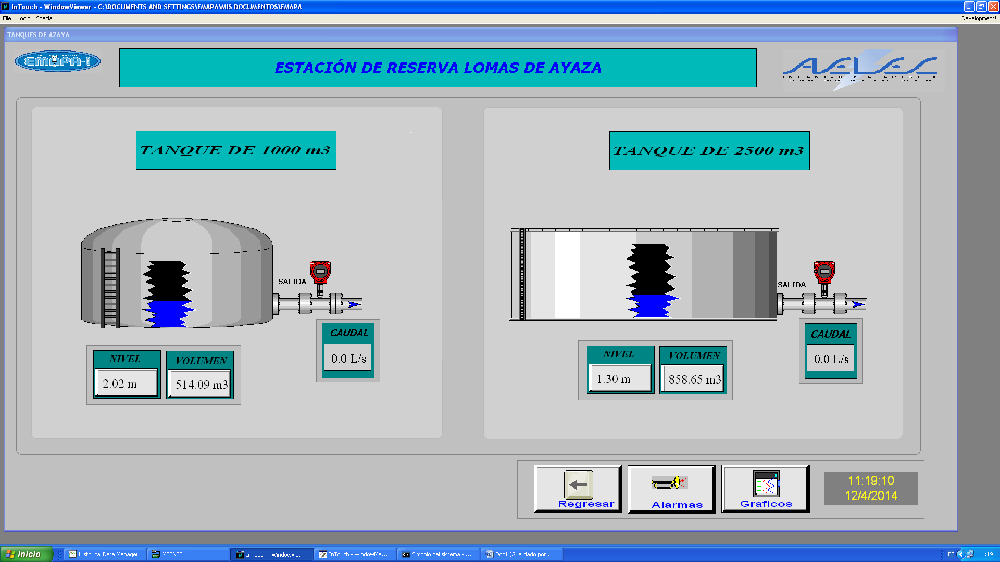 InTouch - WindowViewer - C:\DOCUMENTS AND SETTINGS\EMAPA\MIS DOCUMENTOS\EMAPA
File Logic Special Development!
TANQUES DE AZAYA
EMAPA-I
ESTACIÓN DE RESERVA LOMAS DE AYAZA
AELEC
INGENIERIA ELECTRICA
TANQUE DE 1000 m3
TANQUE DE 2500 m3
SALIDA
SALIDA
CAUDAL
0.0 L/s
CAUDAL
0.0 L/s
NIVEL
2.02 m
VOLUMEN
514.09 m3
NIVEL
1.30 m
VOLUMEN
858.65 m3
Regresar
Alarmas
Graficos
11:19:10
12/4/2014
Inicio
Historical Data Manager
MBENET
InTouch - WindowVie...
InTouch - WindowMa...
Símbolo del sistema - ...
Doc1 (Guardado por ...
ES
11:19